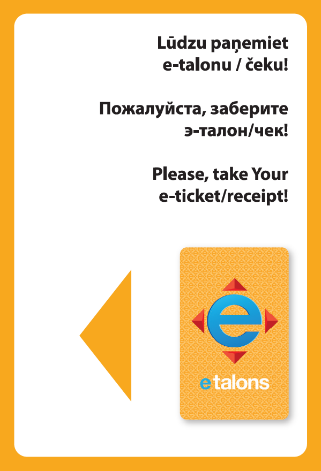 Lūdzu paņemiet
e-talonu / čeku!
Пожалуйста, заберите
э-талон/чек!
Please, take Your
e-ticket/receipt!
e
etalons